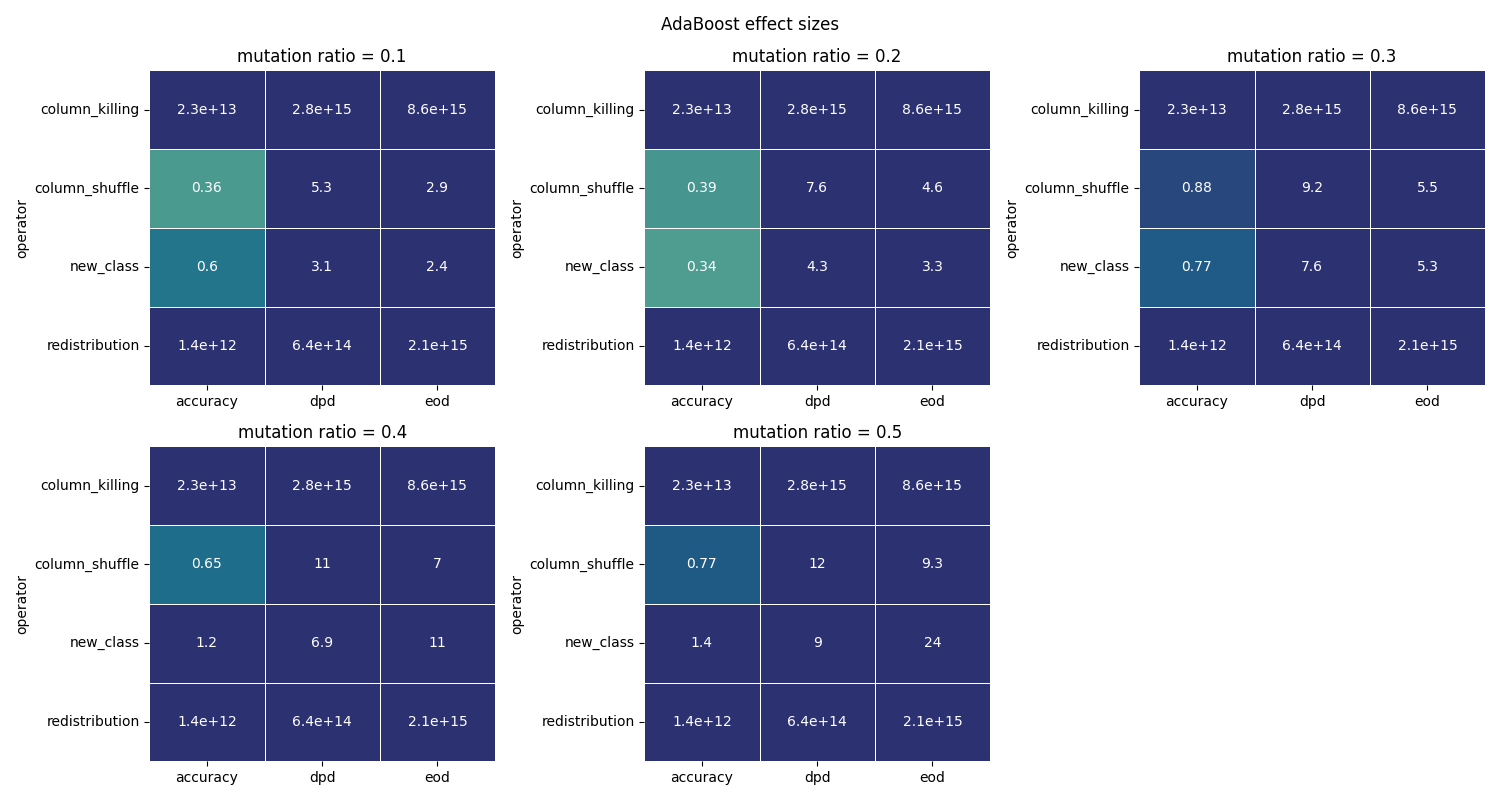 AdaBoost effect sizes
mutation ratio = 0.1
operator
column_killing 2.3e+13 2.8e+15 8.6e+15
column_shuffle 0.36 5.3 2.9
new_class 0.6 3.1 2.4
redistribution 1.4e+12 6.4e+14 2.1e+15
accuracy dpd eod
mutation ratio = 0.2
operator
column_killing 2.3e+13 2.8e+15 8.6e+15
column_shuffle 0.39 7.6 4.6
new_class 0.34 4.3 3.3
redistribution 1.4e+12 6.4e+14 2.1e+15
accuracy dpd eod
mutation ratio = 0.3
operator
column_killing 2.3e+13 2.8e+15 8.6e+15
column_shuffle 0.88 9.2 5.5
new_class 0.77 7.6 5.3
redistribution 1.4e+12 6.4e+14 2.1e+15
accuracy dpd eod
mutation ratio = 0.4
operator
column_killing 2.3e+13 2.8e+15 8.6e+15
column_shuffle 0.65 11 7
new_class 1.2 6.9 11
redistribution 1.4e+12 6.4e+14 2.1e+15
accuracy dpd eod
mutation ratio = 0.5
operator
column_killing 2.3e+13 2.8e+15 8.6e+15
column_shuffle 0.77 12 9.3
new_class 1.4 9 24
redistribution 1.4e+12 6.4e+14 2.1e+15
accuracy dpd eod